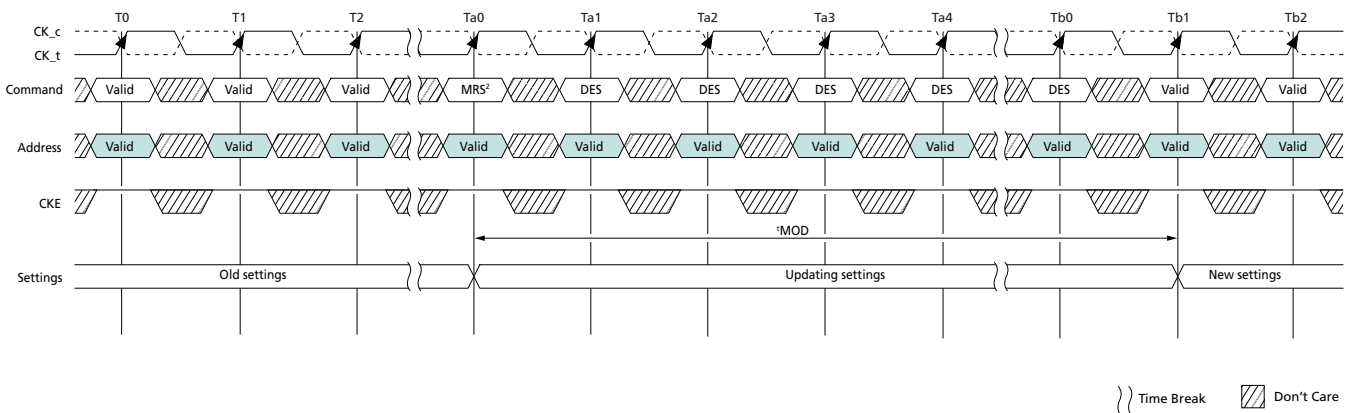 T0 T1 T2 Ta0 Ta1 Ta2 Ta3 Ta4 Tb0 Tb1 Tb2
CK_c
CK_t
Command Valid Valid Valid MRS² DES DES DES DES DES Valid Valid
Address Valid Valid Valid Valid Valid Valid Valid Valid Valid Valid Valid
CKE
ᵗMOD
Settings Old settings Updating settings New settings
Time Break Don't Care